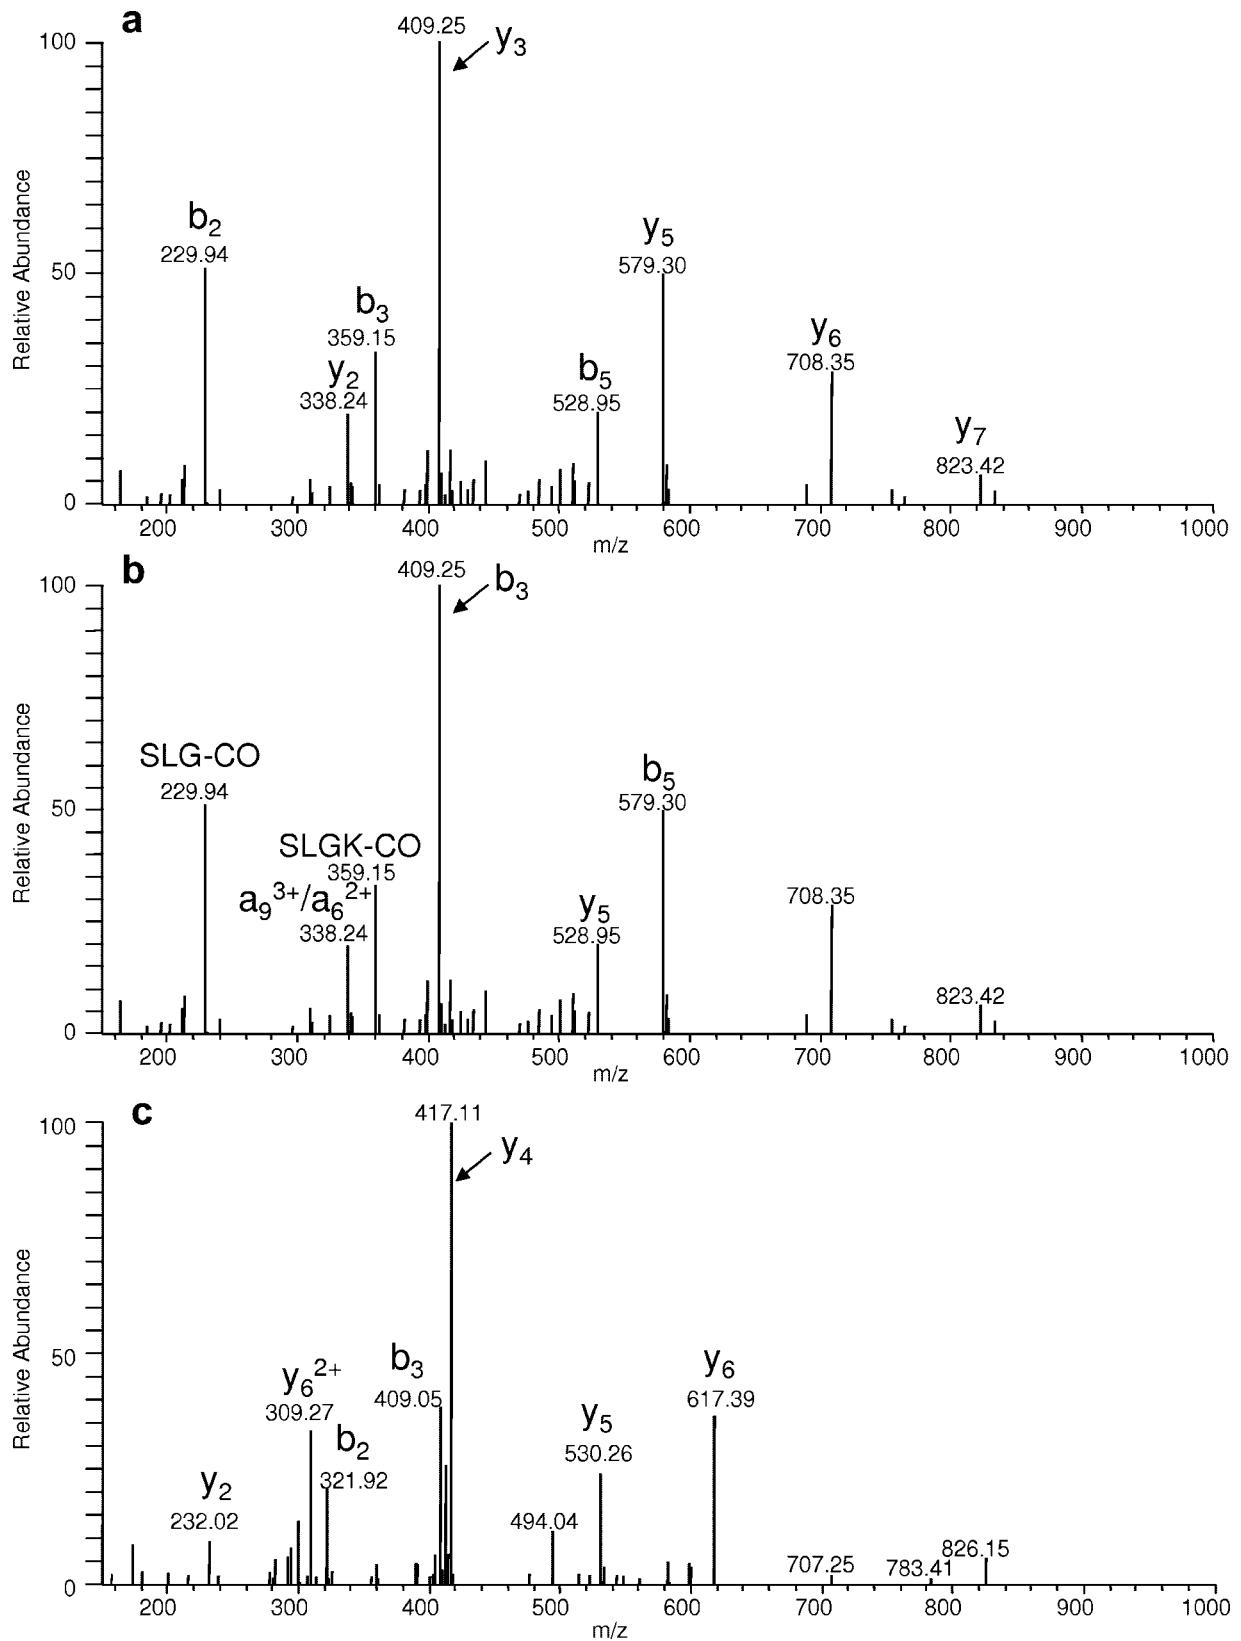 a
409.25
y3
100
b2
229.94
y5
579.30
b3
359.15
y6
708.35
y2
338.24
b5
528.95
y7
823.42
50
0
Relative Abundance
200 300 400 500 600 700 800 900 1000
m/z
b
409.25
b3
100
SLG-CO
229.94
b5
579.30
SLGK-CO
359.15
a9 3+/a6 2+
338.24
y5
528.95
708.35
823.42
50
0
Relative Abundance
200 300 400 500 600 700 800 900 1000
m/z
c
417.11
y4
100
y6 2+
309.27
b3
409.05
y6
617.39
b2
321.92
y5
530.26
y2
232.02
494.04
707.25
783.41
826.15
50
0
Relative Abundance
200 300 400 500 600 700 800 900 1000
m/z